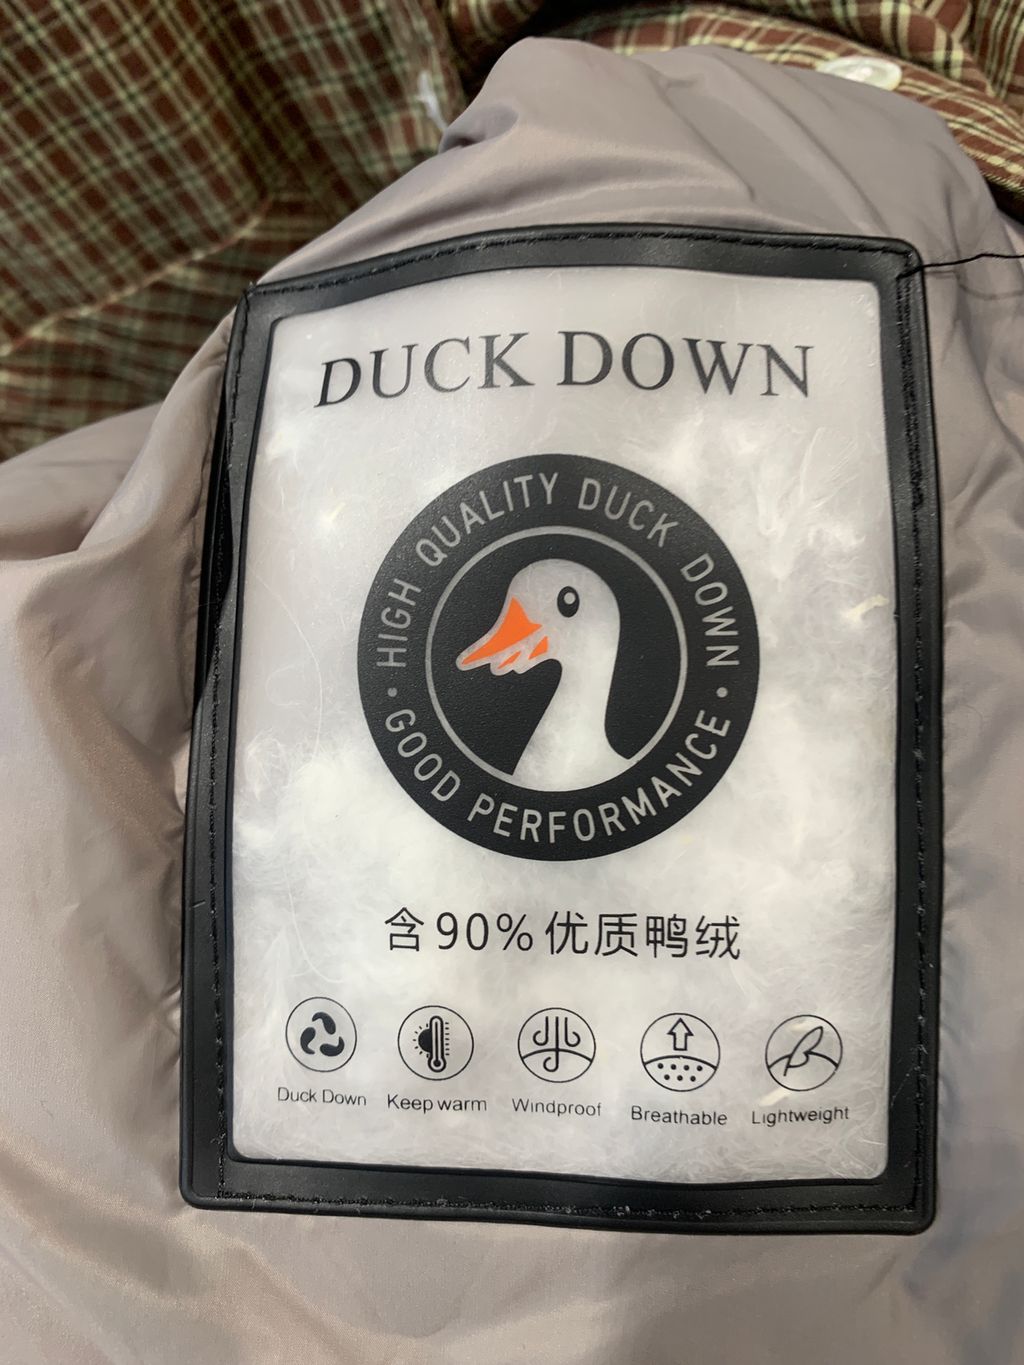 DUCK DOWN
HIGH QUALITY DUCK DOWN
• GOOD PERFORMANCE •
含90%优质鸭绒
Duck Down Keep warm Windproof Breathable Lightweight